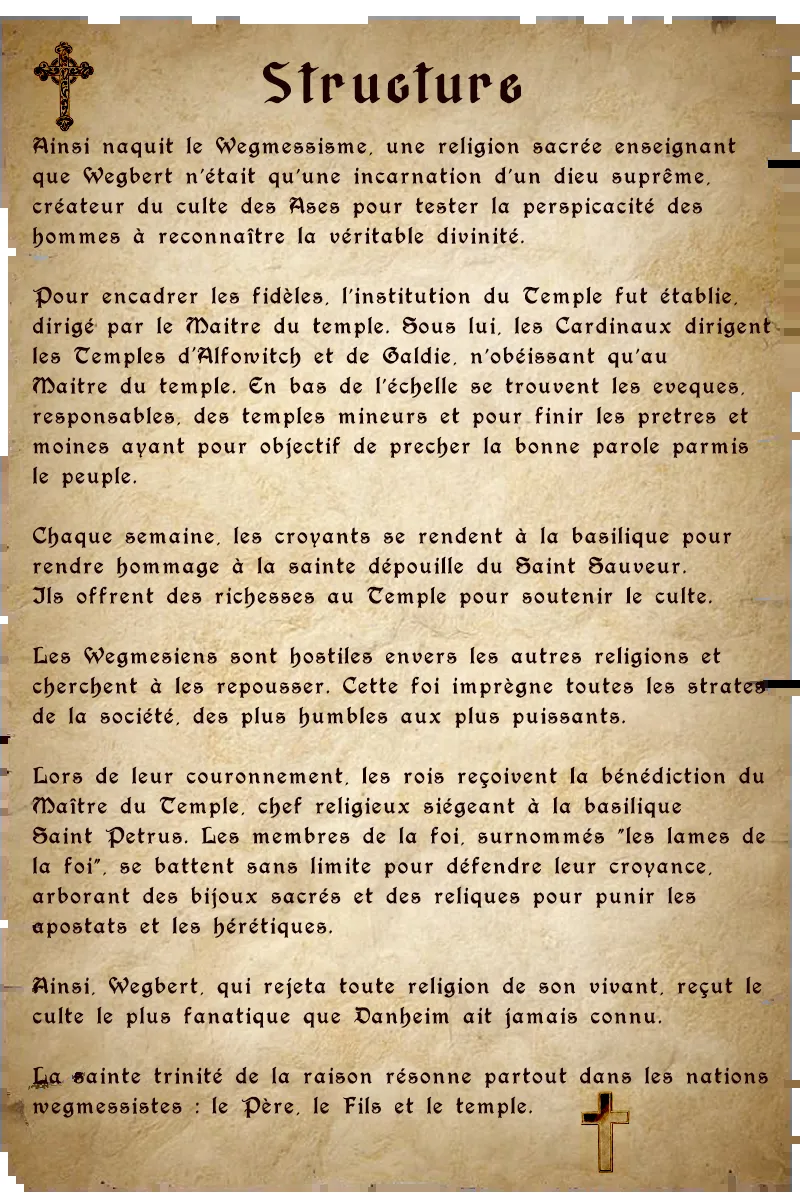 Structure
Ainsi naquit le Wegmessisme, une religion sacrée enseignant
que Wegbert n'était qu'une incarnation d'un dieu suprême,
créateur du culte des Ases pour tester la perspicacité des
hommes à reconnaître la véritable divinité.
Pour encadrer les fidèles, l'institution du Temple fut établie,
dirigé par le Maitre du temple. Sous lui, les Cardinaux dirigent
les Temples d'Alfowitch et de Galdie, n'obéissant qu'au
Maitre du temple. En bas de l'échelle se trouvent les eveques,
responsables, des temples mineurs et pour finir les pretres et
moines ayant pour objectif de precher la bonne parole parmis
le peuple.
Chaque semaine, les croyants se rendent à la basilique pour
rendre hommage à la sainte dépouille du Saint Sauveur.
Ils offrent des richesses au Temple pour soutenir le culte.
Les Wegmesiens sont hostiles envers les autres religions et
cherchent à les repousser. Cette foi imprègne toutes les strates
de la société, des plus humbles aux plus puissants.
Lors de leur couronnement, les rois reçoivent la bénédiction du
Maître du Temple, chef religieux siégeant à la basilique
Saint Petrus. Les membres de la foi, surnommés "les lames de
la foi", se battent sans limite pour défendre leur croyance,
arborant des bijoux sacrés et des reliques pour punir les
apostats et les hérétiques.
Ainsi, Wegbert, qui rejeta toute religion de son vivant, reçut le
culte le plus fanatique que Danheim ait jamais connu.
La sainte trinité de la raison résonne partout dans les nations
wegmessistes : le Père, le Fils et le temple.